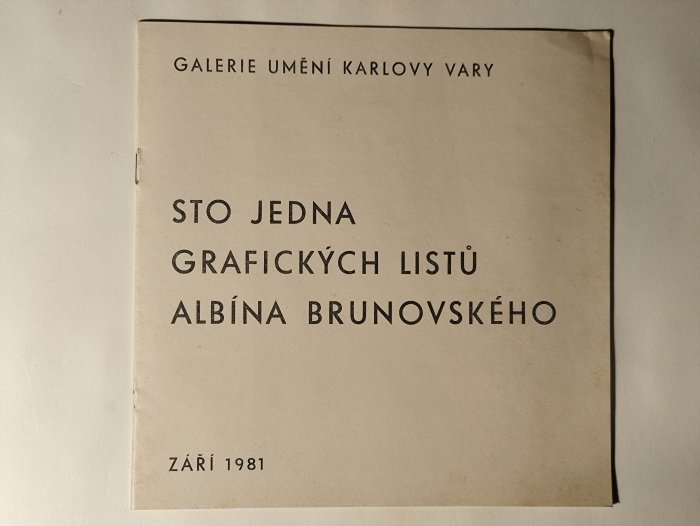 GALERIE UMĚNÍ KARLOVY VARY
STO JEDNA
GRAFICKÝCH LISTŮ
ALBÍNA BRUNOVSKÉHO
ZÁŘÍ 1981